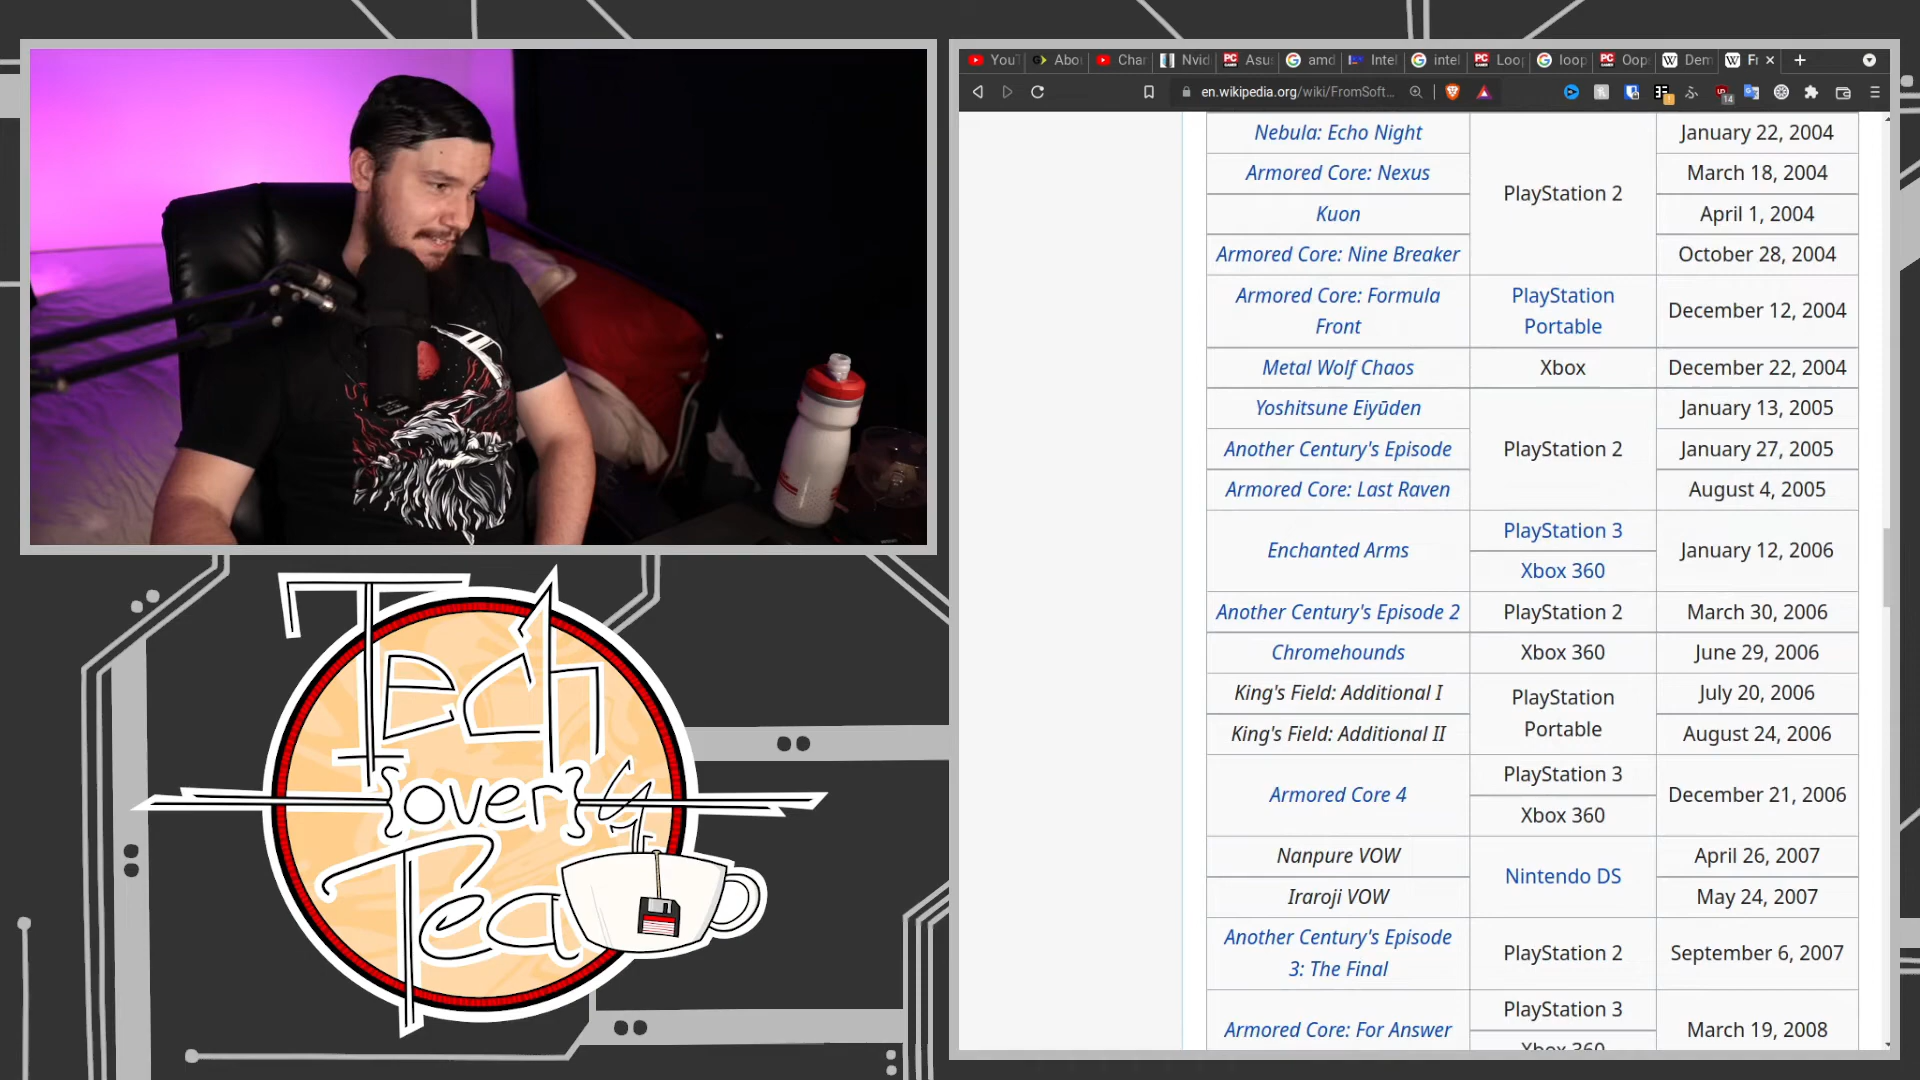 You
Abo
Char
Nvid
Asu
amd
Intel
intel
Loop
loop
Oop
Dem
Fr
en.wikipedia.org/wiki/FromSoft...
14
Nebula: Echo Night
January 22, 2004
Armored Core: Nexus
PlayStation 2
March 18, 2004
Kuon
April 1, 2004
Armored Core: Nine Breaker
October 28, 2004
Armored Core: Formula
Front
PlayStation
Portable
December 12, 2004
Metal Wolf Chaos
Xbox
December 22, 2004
Yoshitsune Eiyūden
January 13, 2005
Another Century's Episode
PlayStation 2
January 27, 2005
Armored Core: Last Raven
August 4, 2005
Enchanted Arms
PlayStation 3
Xbox 360
January 12, 2006
Another Century's Episode 2
PlayStation 2
March 30, 2006
Chromehounds
Xbox 360
June 29, 2006
King's Field: Additional I
PlayStation
Portable
July 20, 2006
King's Field: Additional II
August 24, 2006
Armored Core 4
PlayStation 3
Xbox 360
December 21, 2006
Nanpure VOW
Nintendo DS
April 26, 2007
Iraroji VOW
May 24, 2007
Another Century's Episode
3: The Final
PlayStation 2
September 6, 2007
Armored Core: For Answer
PlayStation 3
Xbox 360
March 19, 2008
Tech
{over}
Tea